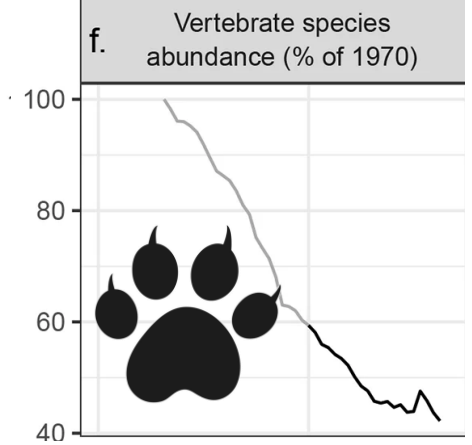 f.
Vertebrate species
abundance (% of 1970)
100
80
60
40